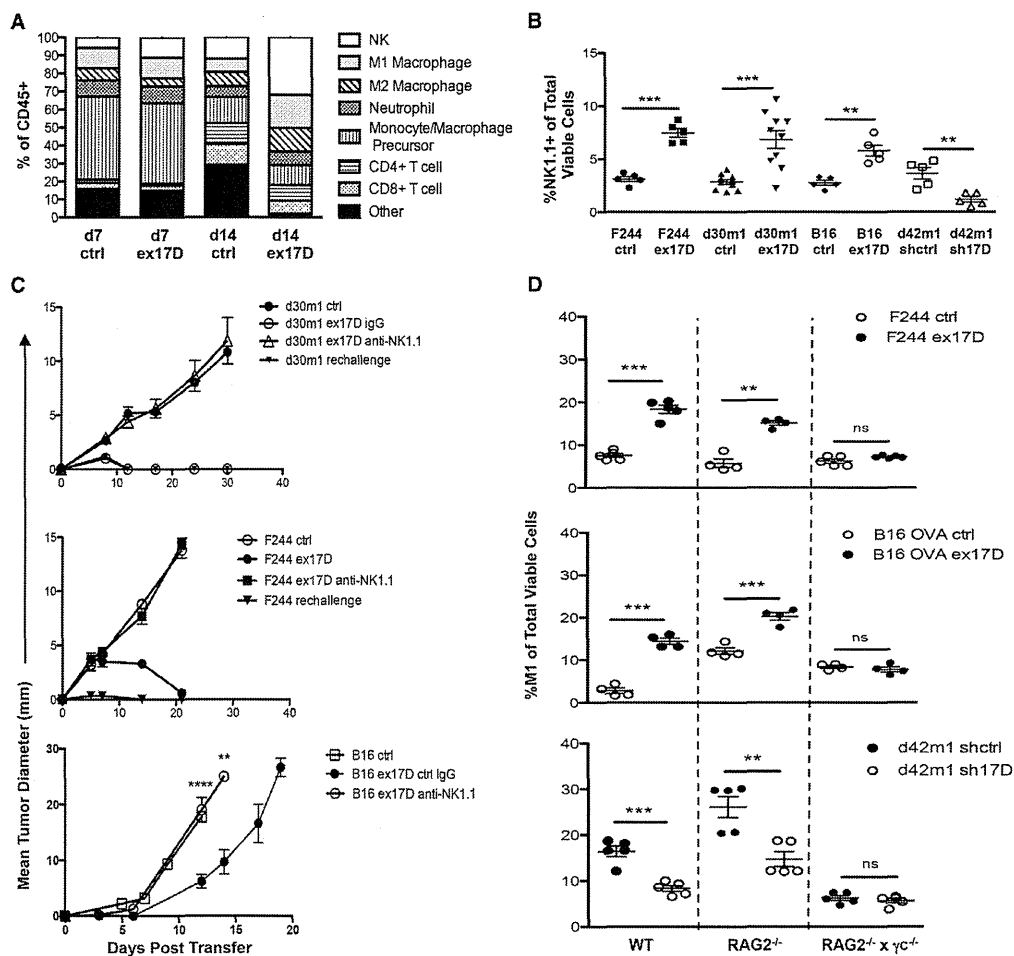 A
% of CD45+
100
90
80
70
60
50
40
30
20
10
0
d7 ctrl
d7 ex17D
d14 ctrl
d14 ex17D
NK
M1 Macrophage
M2 Macrophage
Neutrophil
Monocyte/Macrophage
Precursor
CD4+ T cell
CD8+ T cell
Other
B
%NK1.1+ of Total
Viable Cells
15
10
5
0
***
***
**
**
F244 ctrl
F244 ex17D
d30m1 ctrl
d30m1 ex17D
B16 ctrl
B16 ex17D
d42m1 shctrl
d42m1 sh17D
C
Mean Tumor Diameter (mm)
15
10
5
0
0 10 20 30 40
d30m1 ctrl
d30m1 ex17D igG
d30m1 ex17D anti-NK1.1
d30m1 rechallenge
15
10
5
0
0 10 20 30 40
F244 ctrl
F244 ex17D
F244 ex17D anti-NK1.1
F244 rechallenge
30
20
10
0
0 5 10 15 20
**** **
B16 ctrl
B16 ex17D ctrl IgG
B16 ex17D anti-NK1.1
Days Post Transfer
D
%M1 of Total Viable Cells
40
30
20
10
0
*** ** ns
F244 ctrl
F244 ex17D
40
30
20
10
0
*** *** ns
B16 OVA ctrl
B16 OVA ex17D
40
30
20
10
0
*** ** ns
d42m1 shctrl
d42m1 sh17D
WT RAG2-/- RAG2-/- x γc-/-